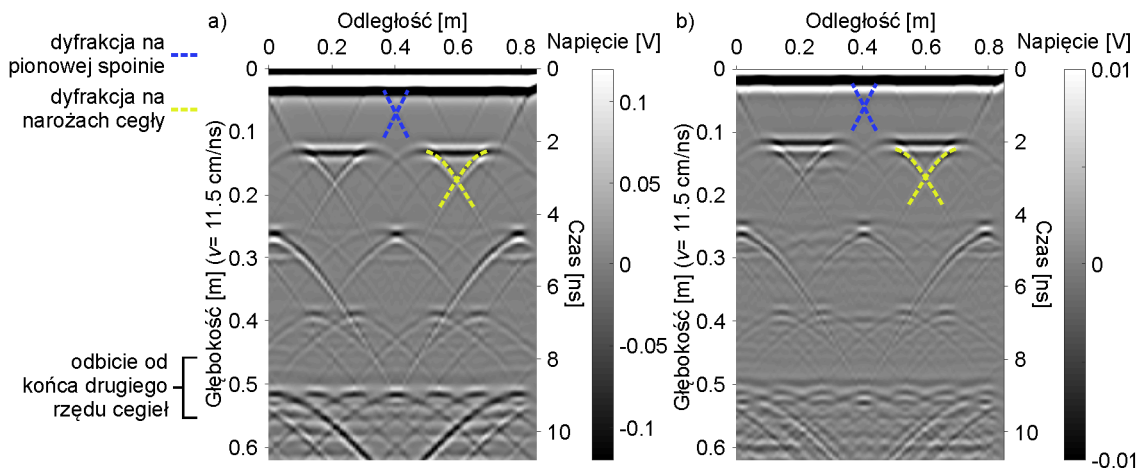 dyfrakcja na
pionowej spoinie
dyfrakcja na
narożach cegły
odbicie od
końca drugiego
rzędu cegieł
a)
Odległość [m]
0 0.2 0.4 0.6 0.8
Głębokość [m] (v= 11.5 cm/ns)
0
0.1
0.2
0.3
0.4
0.5
0.6
Czas [ns]
0
2
4
6
8
10
Napięcie [V]
0.1
0.05
0
-0.05
-0.1
b)
Odległość [m]
0 0.2 0.4 0.6 0.8
Głębokość [m] (v= 11.5 cm/ns)
0
0.1
0.2
0.3
0.4
0.5
0.6
Czas [ns]
0
2
4
6
8
10
Napięcie [V]
0.01
0
-0.01